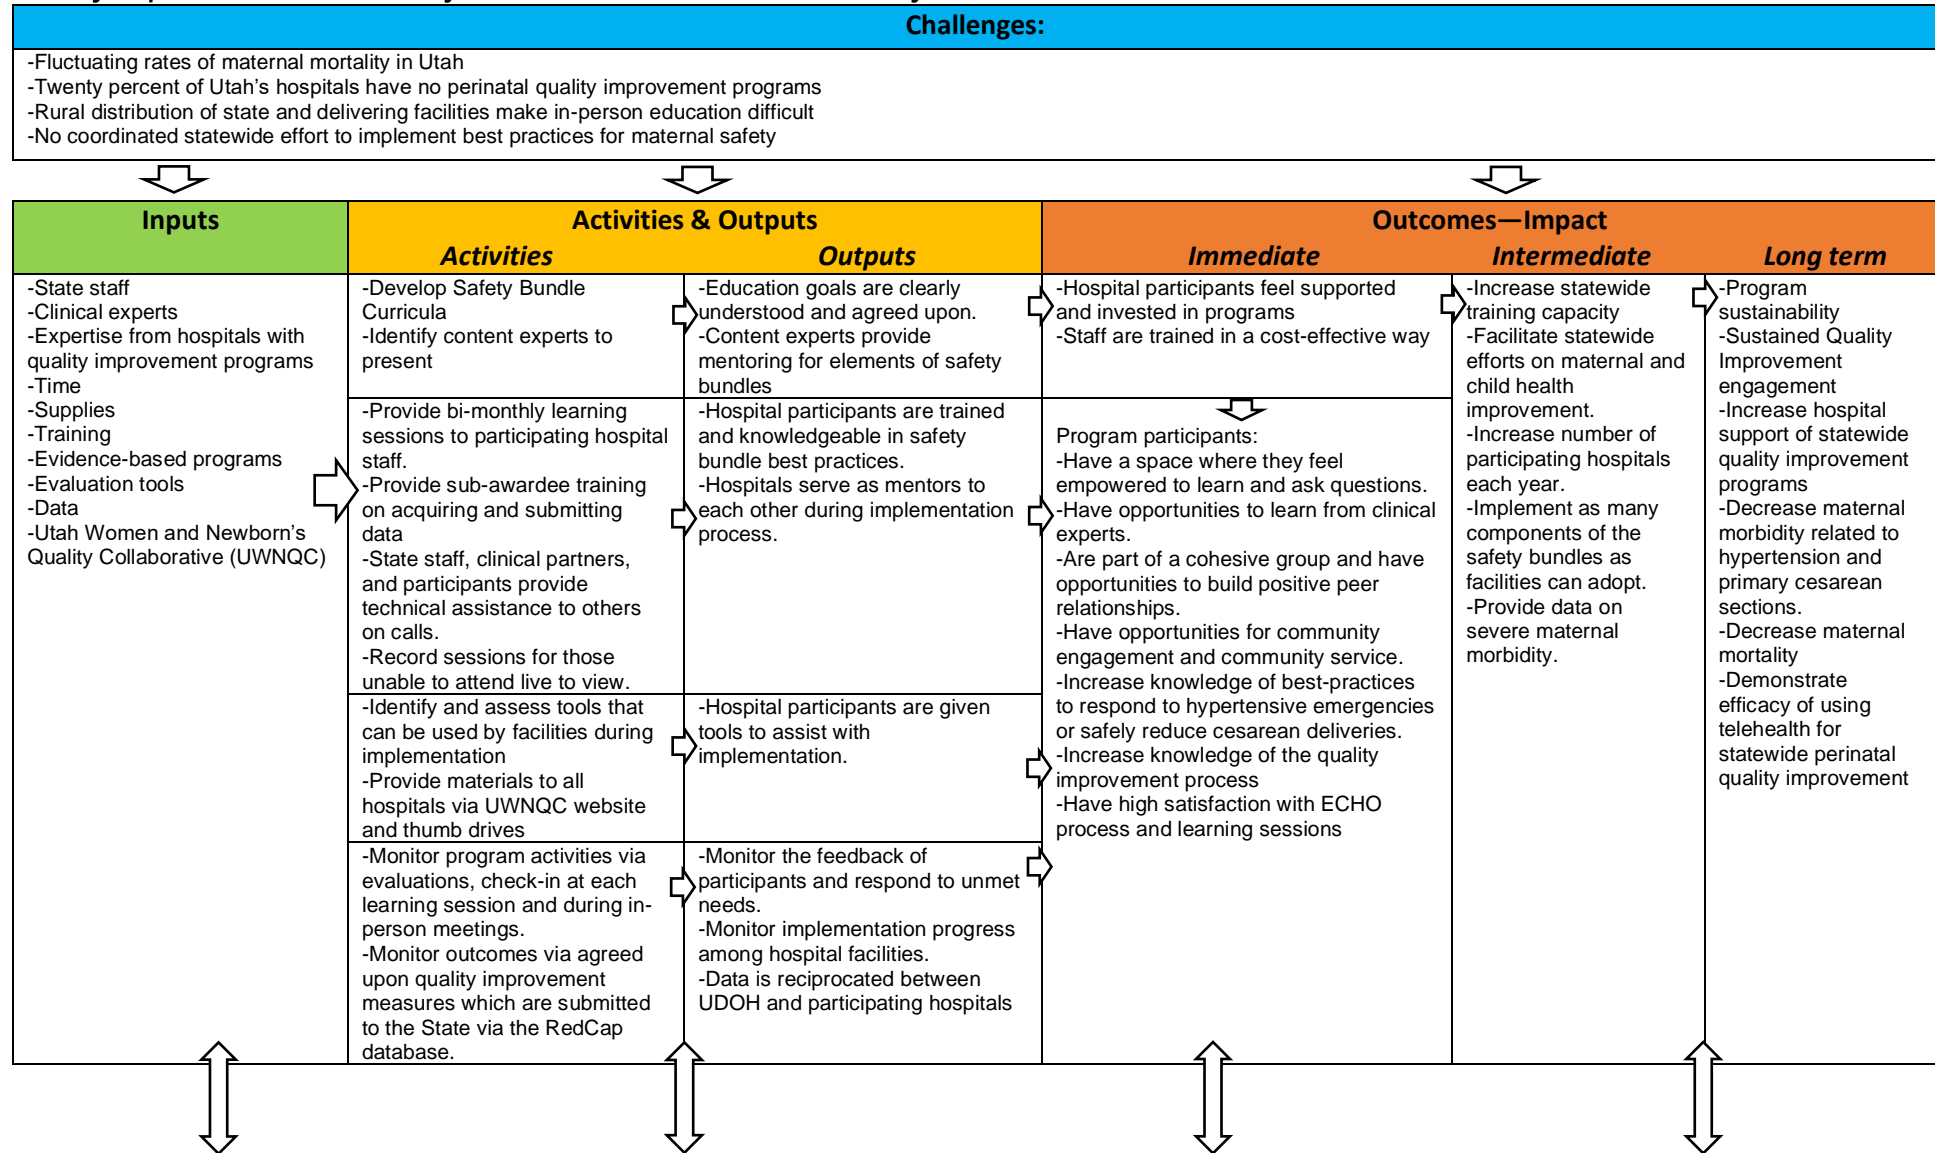 Challenges:
-Fluctuating rates of maternal mortality in Utah
-Twenty percent of Utah’s hospitals have no perinatal quality improvement programs
-Rural distribution of state and delivering facilities make in-person education difficult
-No coordinated statewide effort to implement best practices for maternal safety
Inputs
-State staff
-Clinical experts
-Expertise from hospitals with
quality improvement programs
-Time
-Supplies
-Training
-Evidence-based programs
-Evaluation tools
-Data
-Utah Women and Newborn’s
Quality Collaborative (UWNQC)
Activities & Outputs
Activities
Outputs
-Develop Safety Bundle
Curricula
-Identify content experts to
present
-Education goals are clearly
understood and agreed upon.
-Content experts provide
mentoring for elements of safety
bundles
-Provide bi-monthly learning
sessions to participating hospital
staff.
-Provide sub-awardee training
on acquiring and submitting
data
-State staff, clinical partners,
and participants provide
technical assistance to others
on calls.
-Record sessions for those
unable to attend live to view.
-Hospital participants are trained
and knowledgeable in safety
bundle best practices.
-Hospitals serve as mentors to
each other during implementation
process.
-Identify and assess tools that
can be used by facilities during
implementation
-Provide materials to all
hospitals via UWNQC website
and thumb drives
-Hospital participants are given
tools to assist with
implementation.
-Monitor program activities via
evaluations, check-in at each
learning session and during in-
person meetings.
-Monitor outcomes via agreed
upon quality improvement
measures which are submitted
to the State via the RedCap
database.
-Monitor the feedback of
participants and respond to unmet
needs.
-Monitor implementation progress
among hospital facilities.
-Data is reciprocated between
UDOH and participating hospitals
Outcomes—Impact
Immediate
Intermediate
Long term
-Hospital participants feel supported
and invested in programs
-Staff are trained in a cost-effective way
Program participants:
-Have a space where they feel
empowered to learn and ask questions.
-Have opportunities to learn from clinical
experts.
-Are part of a cohesive group and have
opportunities to build positive peer
relationships.
-Have opportunities for community
engagement and community service.
-Increase knowledge of best-practices
to respond to hypertensive emergencies
or safely reduce cesarean deliveries.
-Increase knowledge of the quality
improvement process
-Have high satisfaction with ECHO
process and learning sessions
-Increase statewide
training capacity
-Facilitate statewide
efforts on maternal and
child health
improvement.
-Increase number of
participating hospitals
each year.
-Implement as many
components of the
safety bundles as
facilities can adopt.
-Provide data on
severe maternal
morbidity.
-Program
sustainability
-Sustained Quality
Improvement
engagement
-Increase hospital
support of statewide
quality improvement
programs
-Decrease maternal
morbidity related to
hypertension and
primary cesarean
sections.
-Decrease maternal
mortality
-Demonstrate
efficacy of using
telehealth for
statewide perinatal
quality improvement